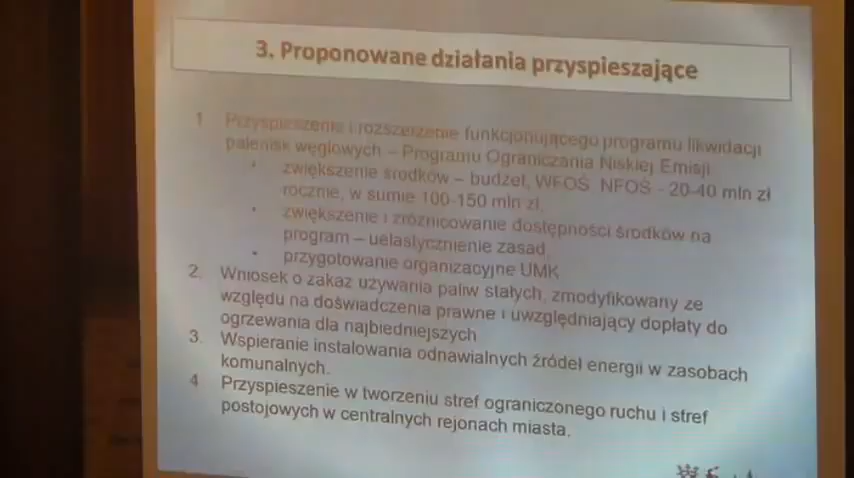 3. Proponowane działania przyspieszające
1 Przyspieszenie i rozszerzenie funkcjonującego programu likwidacji
palenisk węglowych – Programu Ograniczania Niskiej Emisji
• zwiększenie środków – budżet, WFOŚ NFOŚ - 20-40 mln zł
rocznie, w sumie 100-150 mln zł,
• zwiększenie i zróżnicowanie dostępności środków na
program – uelastycznienie zasad,
• przygotowanie organizacyjne UMK
2. Wniosek o zakaz używania paliw stałych, zmodyfikowany ze
względu na doświadczenia prawne i uwzględniający dopłaty do
ogrzewania dla najbiedniejszych
3. Wspieranie instalowania odnawialnych źródeł energii w zasobach
komunalnych.
4 Przyspieszenie w tworzeniu stref ograniczonego ruchu i stref
postojowych w centralnych rejonach miasta.